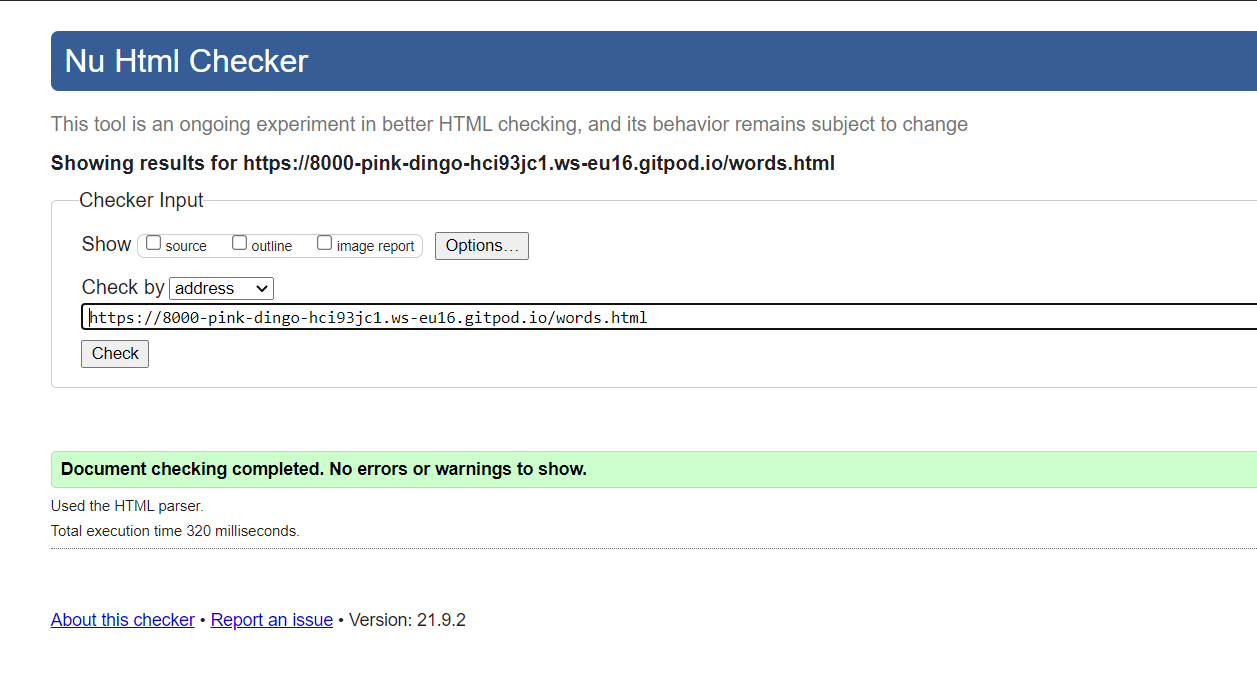 Nu Html Checker
This tool is an ongoing experiment in better HTML checking, and its behavior remains subject to change
Showing results for https://8000-pink-dingo-hci93jc1.ws-eu16.gitpod.io/words.html
Checker Input
Show source outline image report Options…
Check by address
https://8000-pink-dingo-hci93jc1.ws-eu16.gitpod.io/words.html
Check
Document checking completed. No errors or warnings to show.
Used the HTML parser.
Total execution time 320 milliseconds.
About this checker • Report an issue • Version: 21.9.2